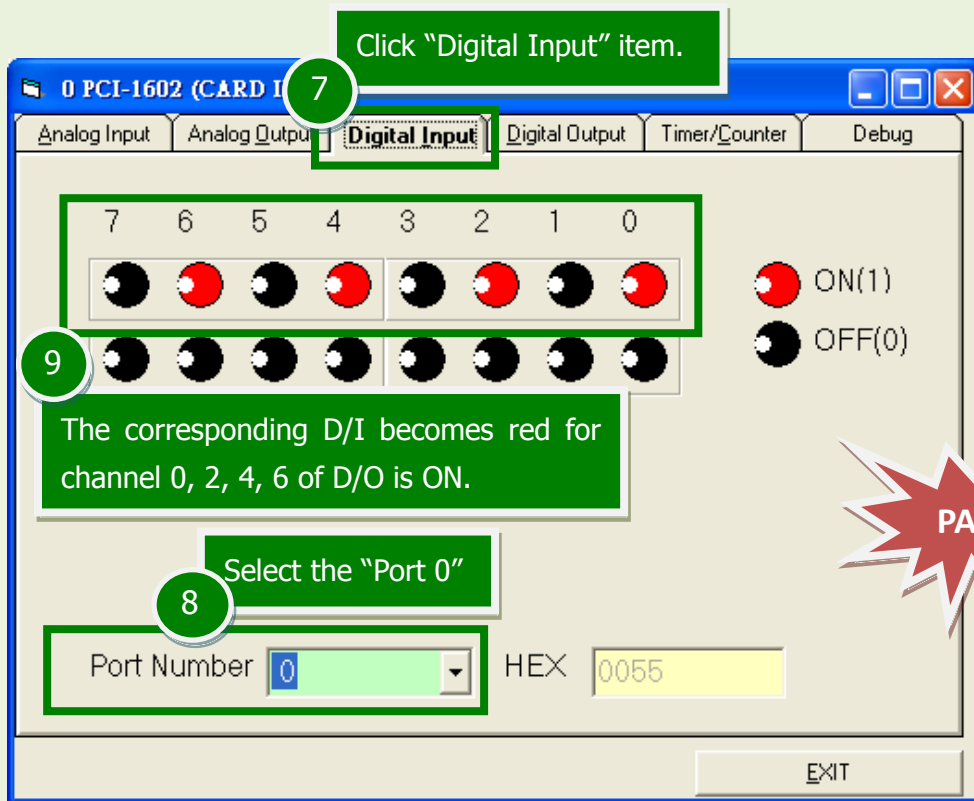 Click “Digital Input” item.
7
0 PCI-1602 (CARD I
Analog Input Analog Outpu Digital Input Digital Output Timer/Counter Debug
7 6 5 4 3 2 1 0
ON(1)
OFF(0)
9
The corresponding D/I becomes red for
channel 0, 2, 4, 6 of D/O is ON.
PA
Select the “Port 0”
8
Port Number 0 HEX 0055
EXIT